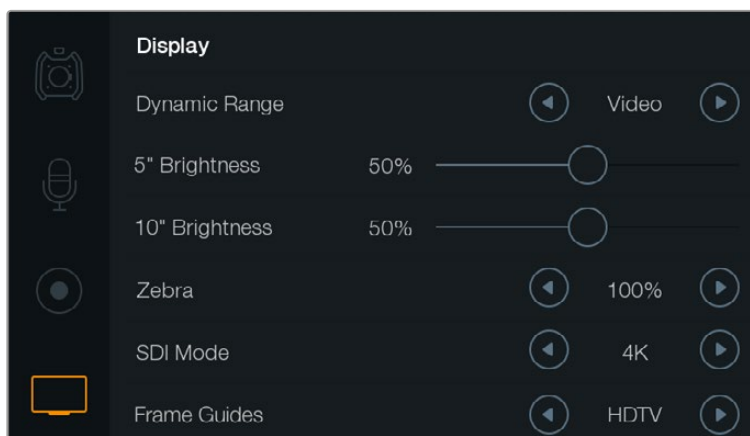 Display
Dynamic Range Video
5" Brightness 50%
10" Brightness 50%
Zebra 100%
SDI Mode 4K
Frame Guides HDTV